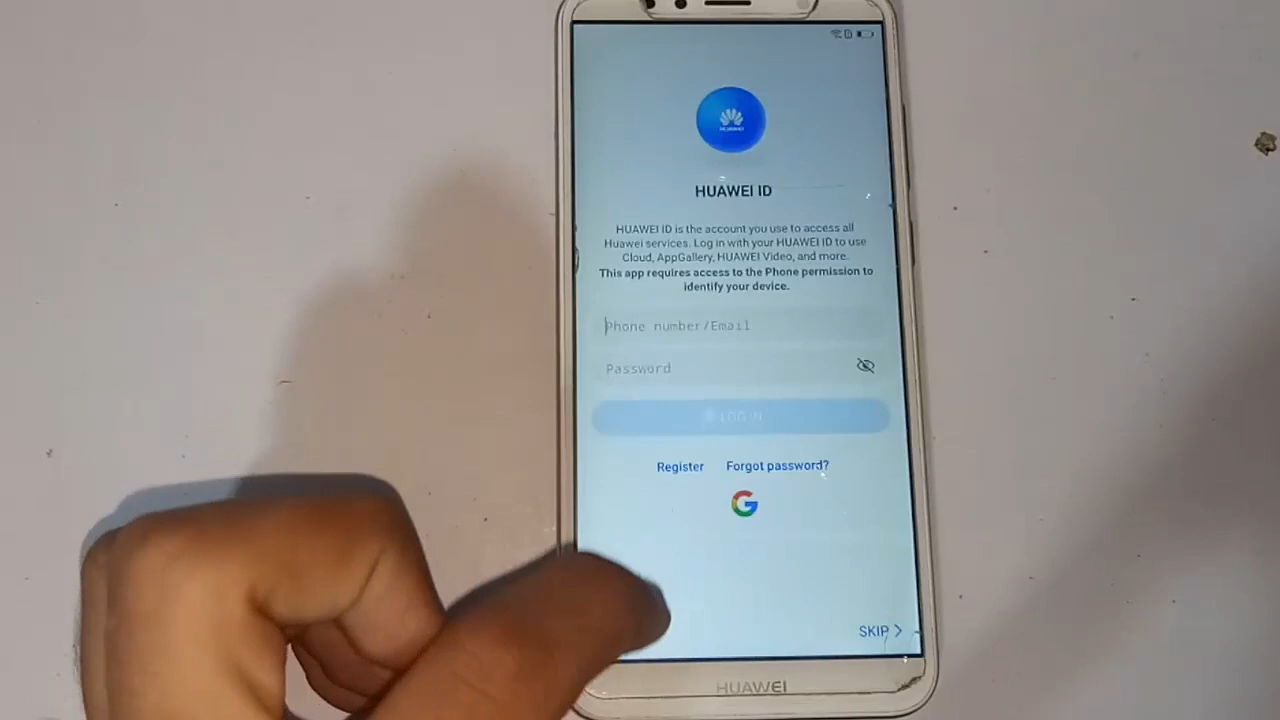 HUAWEI
HUAWEI ID
HUAWEI ID is the account you use to access all
Huawei services. Log in with your HUAWEI ID to use
Cloud, AppGallery, HUAWEI Video, and more.
This app requires access to the Phone permission to
identify your device.
Phone number/Email
Password
LOG IN
Register Forgot password?
G
SKIP
HUAWEI